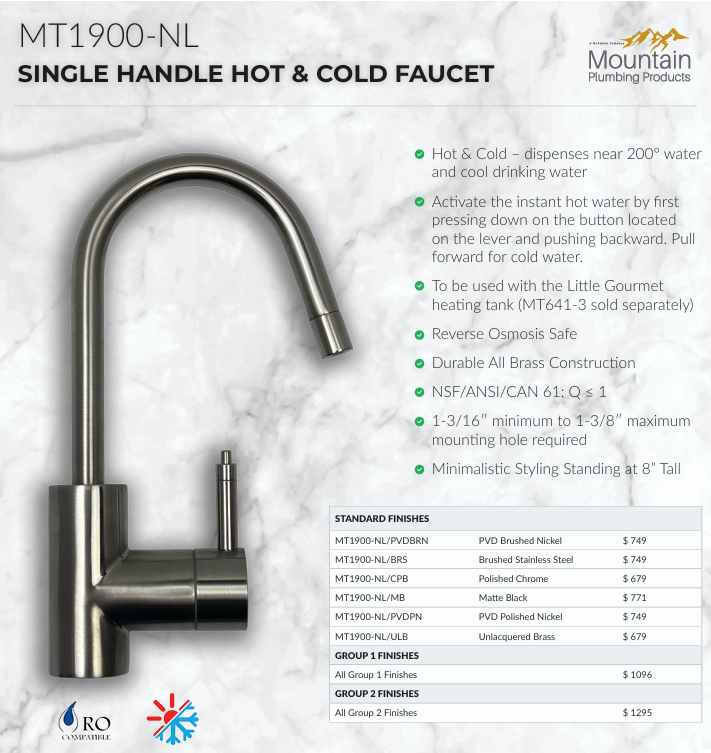 MT1900-NL
SINGLE HANDLE HOT & COLD FAUCET
Mountain
Plumbing Products
Hot & Cold – dispenses near 200° water
and cool drinking water
Activate the instant hot water by first
pressing down on the button located
on the lever and pushing backward. Pull
forward for cold water.
To be used with the Little Gourmet
heating tank (MT641-3 sold separately)
Reverse Osmosis Safe
Durable All Brass Construction
NSF/ANSI/CAN 61: Q ≤ 1
1-3/16″ minimum to 1-3/8″ maximum
mounting hole required
Minimalistic Styling Standing at 8” Tall
STANDARD FINISHES
MT1900-NL/PVDBRN PVD Brushed Nickel $ 749
MT1900-NL/BRS Brushed Stainless Steel $ 749
MT1900-NL/CPB Polished Chrome $ 679
MT1900-NL/MB Matte Black $ 771
MT1900-NL/PVDPN PVD Polished Nickel $ 749
MT1900-NL/ULB Unlacquered Brass $ 679
GROUP 1 FINISHES
All Group 1 Finishes $ 1096
GROUP 2 FINISHES
All Group 2 Finishes $ 1295
RO
COMPATIBLE